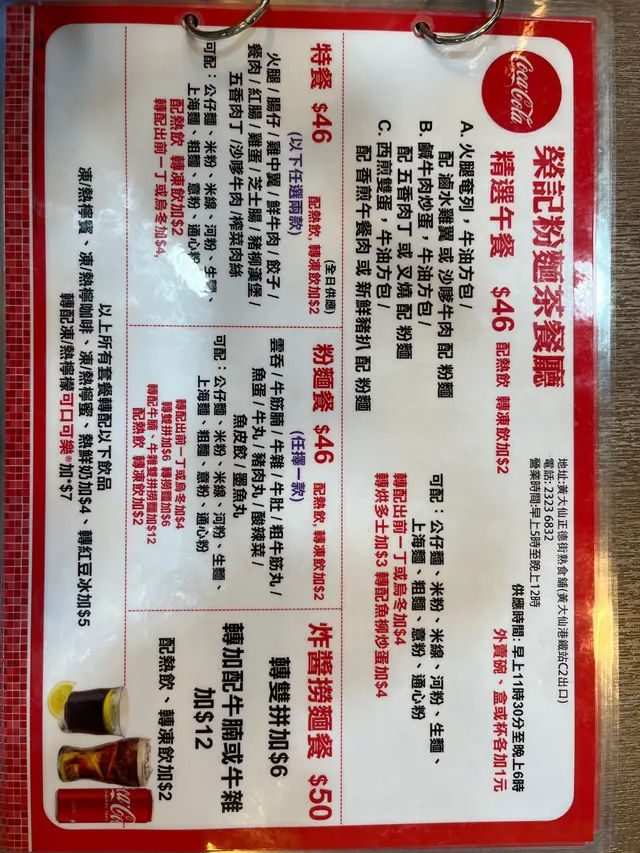 Coca-Cola
榮記粉麵茶餐廳
地址:黃大仙正德街熟食舖(黃大仙港鐵站C2出口)
電話: 2323 6832
營業時間:早上5時至晚上12時
精選午餐 $46 配熱飲 轉凍飲加$2
供應時間: 早上11時30分至晚上6時
外賣碗、盒或杯各加1元
A. 火腿奄列，牛油方包/
配 滷水雞翼 或 沙嗲牛肉 配 粉麵
B. 鹹牛肉炒蛋，牛油方包/
配 五香肉丁 或 叉燒 配 粉麵
C. 西煎雙蛋，牛油方包/
配 香煎午餐肉 或 新鮮豬扒 配 粉麵
可配：公仔麵、米粉、米線、河粉、生麵、
上海麵、粗麵、意粉、通心粉
轉配出前一丁或烏冬加$4
轉烘多士加$3 轉配魚柳炒蛋加$4
特餐 $46 (全日供應)
配熱飲, 轉凍飲加$2
(以下任選兩款)
火腿 / 腸仔 / 雞中翼 / 鮮牛肉 / 餃子 /
餐肉 / 紅腸 / 雞蛋 / 芝士腸 / 豬柳漢堡 /
五香肉丁 / 沙嗲牛肉 / 榨菜肉絲
可配：公仔麵、米粉、米線、河粉、生麵、
上海麵、粗麵、意粉、通心粉
配熱飲 轉凍飲加$2
轉配出前一丁或烏冬加$4,
粉麵餐 $46 配熱飲, 轉凍飲加$2
(任擇一款)
雲吞 / 牛筋腩 / 牛雜 / 牛肚 / 粗牛筋丸 /
魚蛋 / 牛丸 / 豬肉丸 / 酸辣菜 /
魚皮餃 / 墨魚丸
可配：公仔麵、米粉、米線、河粉、生麵、
上海麵、粗麵、意粉、通心粉
轉配出前一丁或烏冬加$4
轉雙拼加$6 轉撈麵加$6
轉配牛腩、牛雜雙拼撈麵加$12
配熱飲 轉凍飲加$2
炸醬撈麵餐 $50
轉雙拼加$6
轉加配牛腩或牛雜
加$12
配熱飲、轉凍飲加$2
以上所有套餐轉配以下飲品
凍/熱檸賓、凍/熱檸咖啡、凍/熱檸蜜、熱鮮奶加$4、轉紅豆冰加$5
轉配凍/熱檸檬可口可樂®加*$7
Coca-Cola